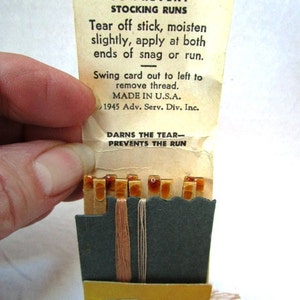 STOCKING RUNS
Tear off stick, moisten
slightly, apply at both
ends of snag or run.
Swing card out to left to
remove thread.
MADE IN U.S.A.
1945 Adv. Serv. Div. Inc.
DARNS THE TEAR—
PREVENTS THE RUN